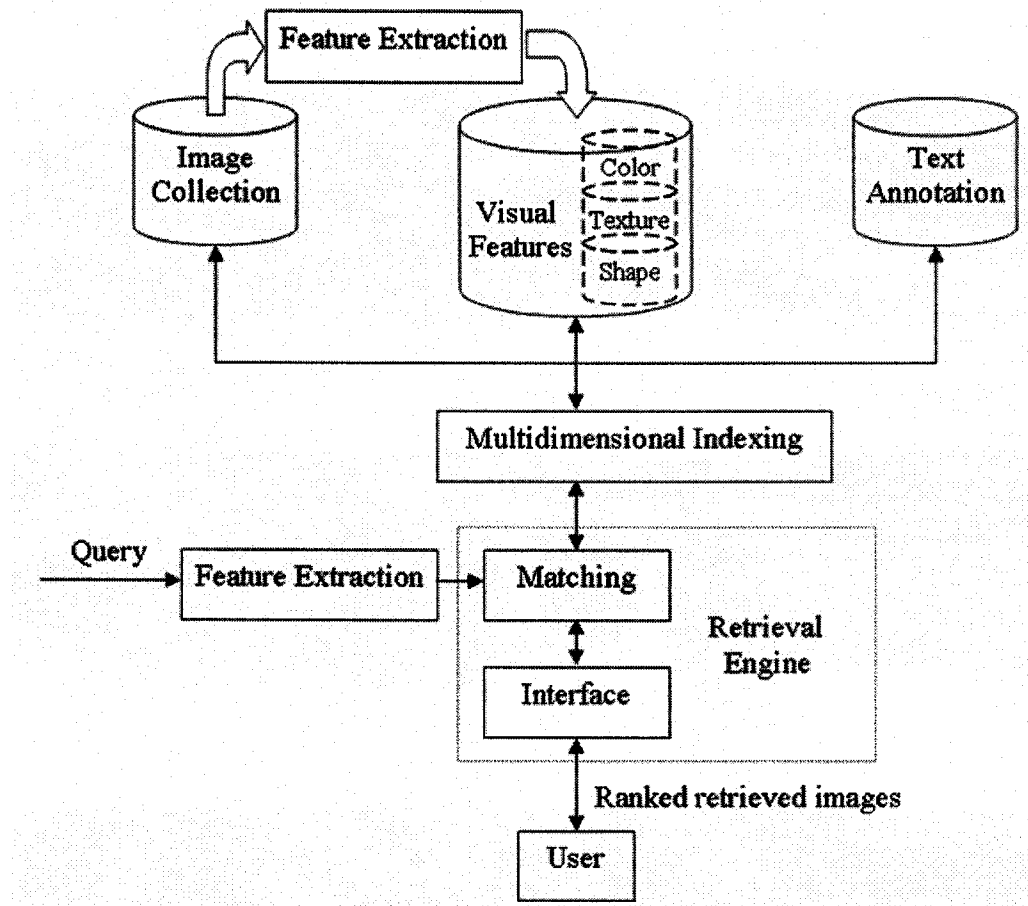 Feature Extraction
Image
Collection
Visual
Features
Color
Texture
Shape
Text
Annotation
Multidimensional Indexing
Query
Feature Extraction
Matching
Retrieval
Engine
Interface
Ranked retrieved images
User